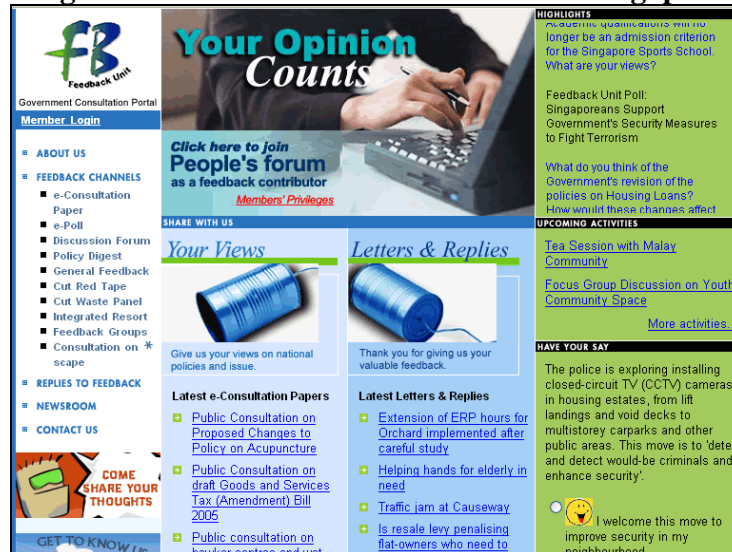 FB
Feedback Unit
Government Consultation Portal
Member Login
ABOUT US
FEEDBACK CHANNELS
e-Consultation
Paper
e-Poll
Discussion Forum
Policy Digest
General Feedback
Cut Red Tape
Cut Waste Panel
Integrated Resort
Feedback Groups
Consultation on *
scape
REPLIES TO FEEDBACK
NEWSROOM
CONTACT US
COME
SHARE YOUR
THOUGHTS
GET TO KNOW US
Your Opinion
Counts
Click here to join
People's forum
as a feedback contributor
Members' Privileges
SHARE WITH US
Your Views
Give us your views on national
policies and issue.
Latest e-Consultation Papers
Public Consultation on
Proposed Changes to
Policy on Acupuncture
Public Consultation on
draft Goods and Services
Tax (Amendment) Bill
2005
Public consultation on
Letters & Replies
Thank you for giving us your
valuable feedback.
Latest Letters & Replies
Extension of ERP hours for
Orchard implemented after
careful study
Helping hands for elderly in
need
Traffic jam at Causeway
Is resale levy penalising
flat-owners who need to
HIGHLIGHTS
Academic qualifications will no
longer be an admission criterion
for the Singapore Sports School.
What are your views?
Feedback Unit Poll:
Singaporeans Support
Government's Security Measures
to Fight Terrorism
What do you think of the
Government's revision of the
policies on Housing Loans?
How would these changes affect
UPCOMING ACTIVITIES
Tea Session with Malay
Community
Focus Group Discussion on Youth
Community Space
More activities..
HAVE YOUR SAY
The police is exploring installing
closed-circuit TV (CCTV) cameras
in housing estates, from lift
landings and void decks to
multistorey carparks and other
public areas. This move is to 'dete
and detect would-be criminals and
enhance security'.
I welcome this move to
improve security in my
neighbourhood